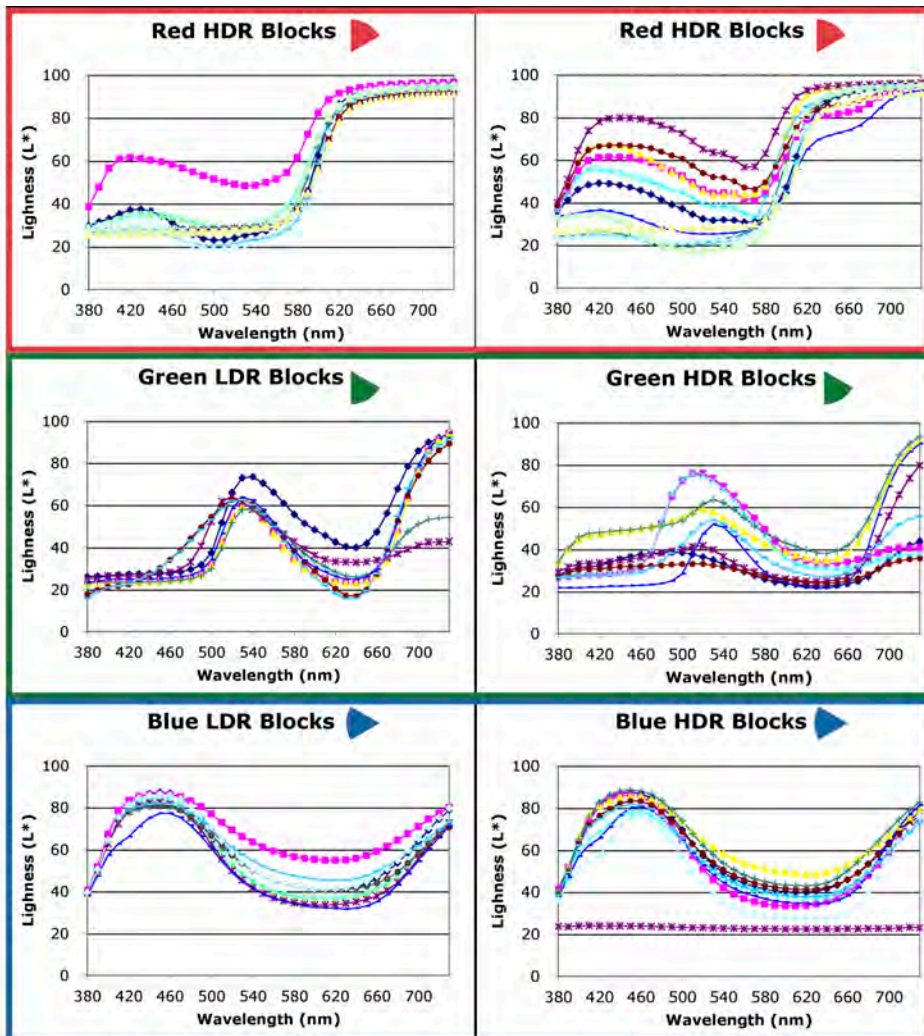 Red HDR Blocks
100
80
60
40
20
0
Lighness (L*)
380 420 460 500 540 580 620 660 700
Wavelength (nm)
Red HDR Blocks
100
80
60
40
20
0
Lighness (L*)
380 420 460 500 540 580 620 660 700
Wavelength (nm)
Green LDR Blocks
100
80
60
40
20
0
Lighness (L*)
380 420 460 500 540 580 620 660 700
Wavelength (nm)
Green HDR Blocks
100
80
60
40
20
0
Lighness (L*)
380 420 460 500 540 580 620 660 700
Wavelength (nm)
Blue LDR Blocks
100
80
60
40
20
0
Lighness (L*)
380 420 460 500 540 580 620 660 700
Wavelength (nm)
Blue HDR Blocks
100
80
60
40
20
0
Lighness (L*)
380 420 460 500 540 580 620 660 700
Wavelength (nm)